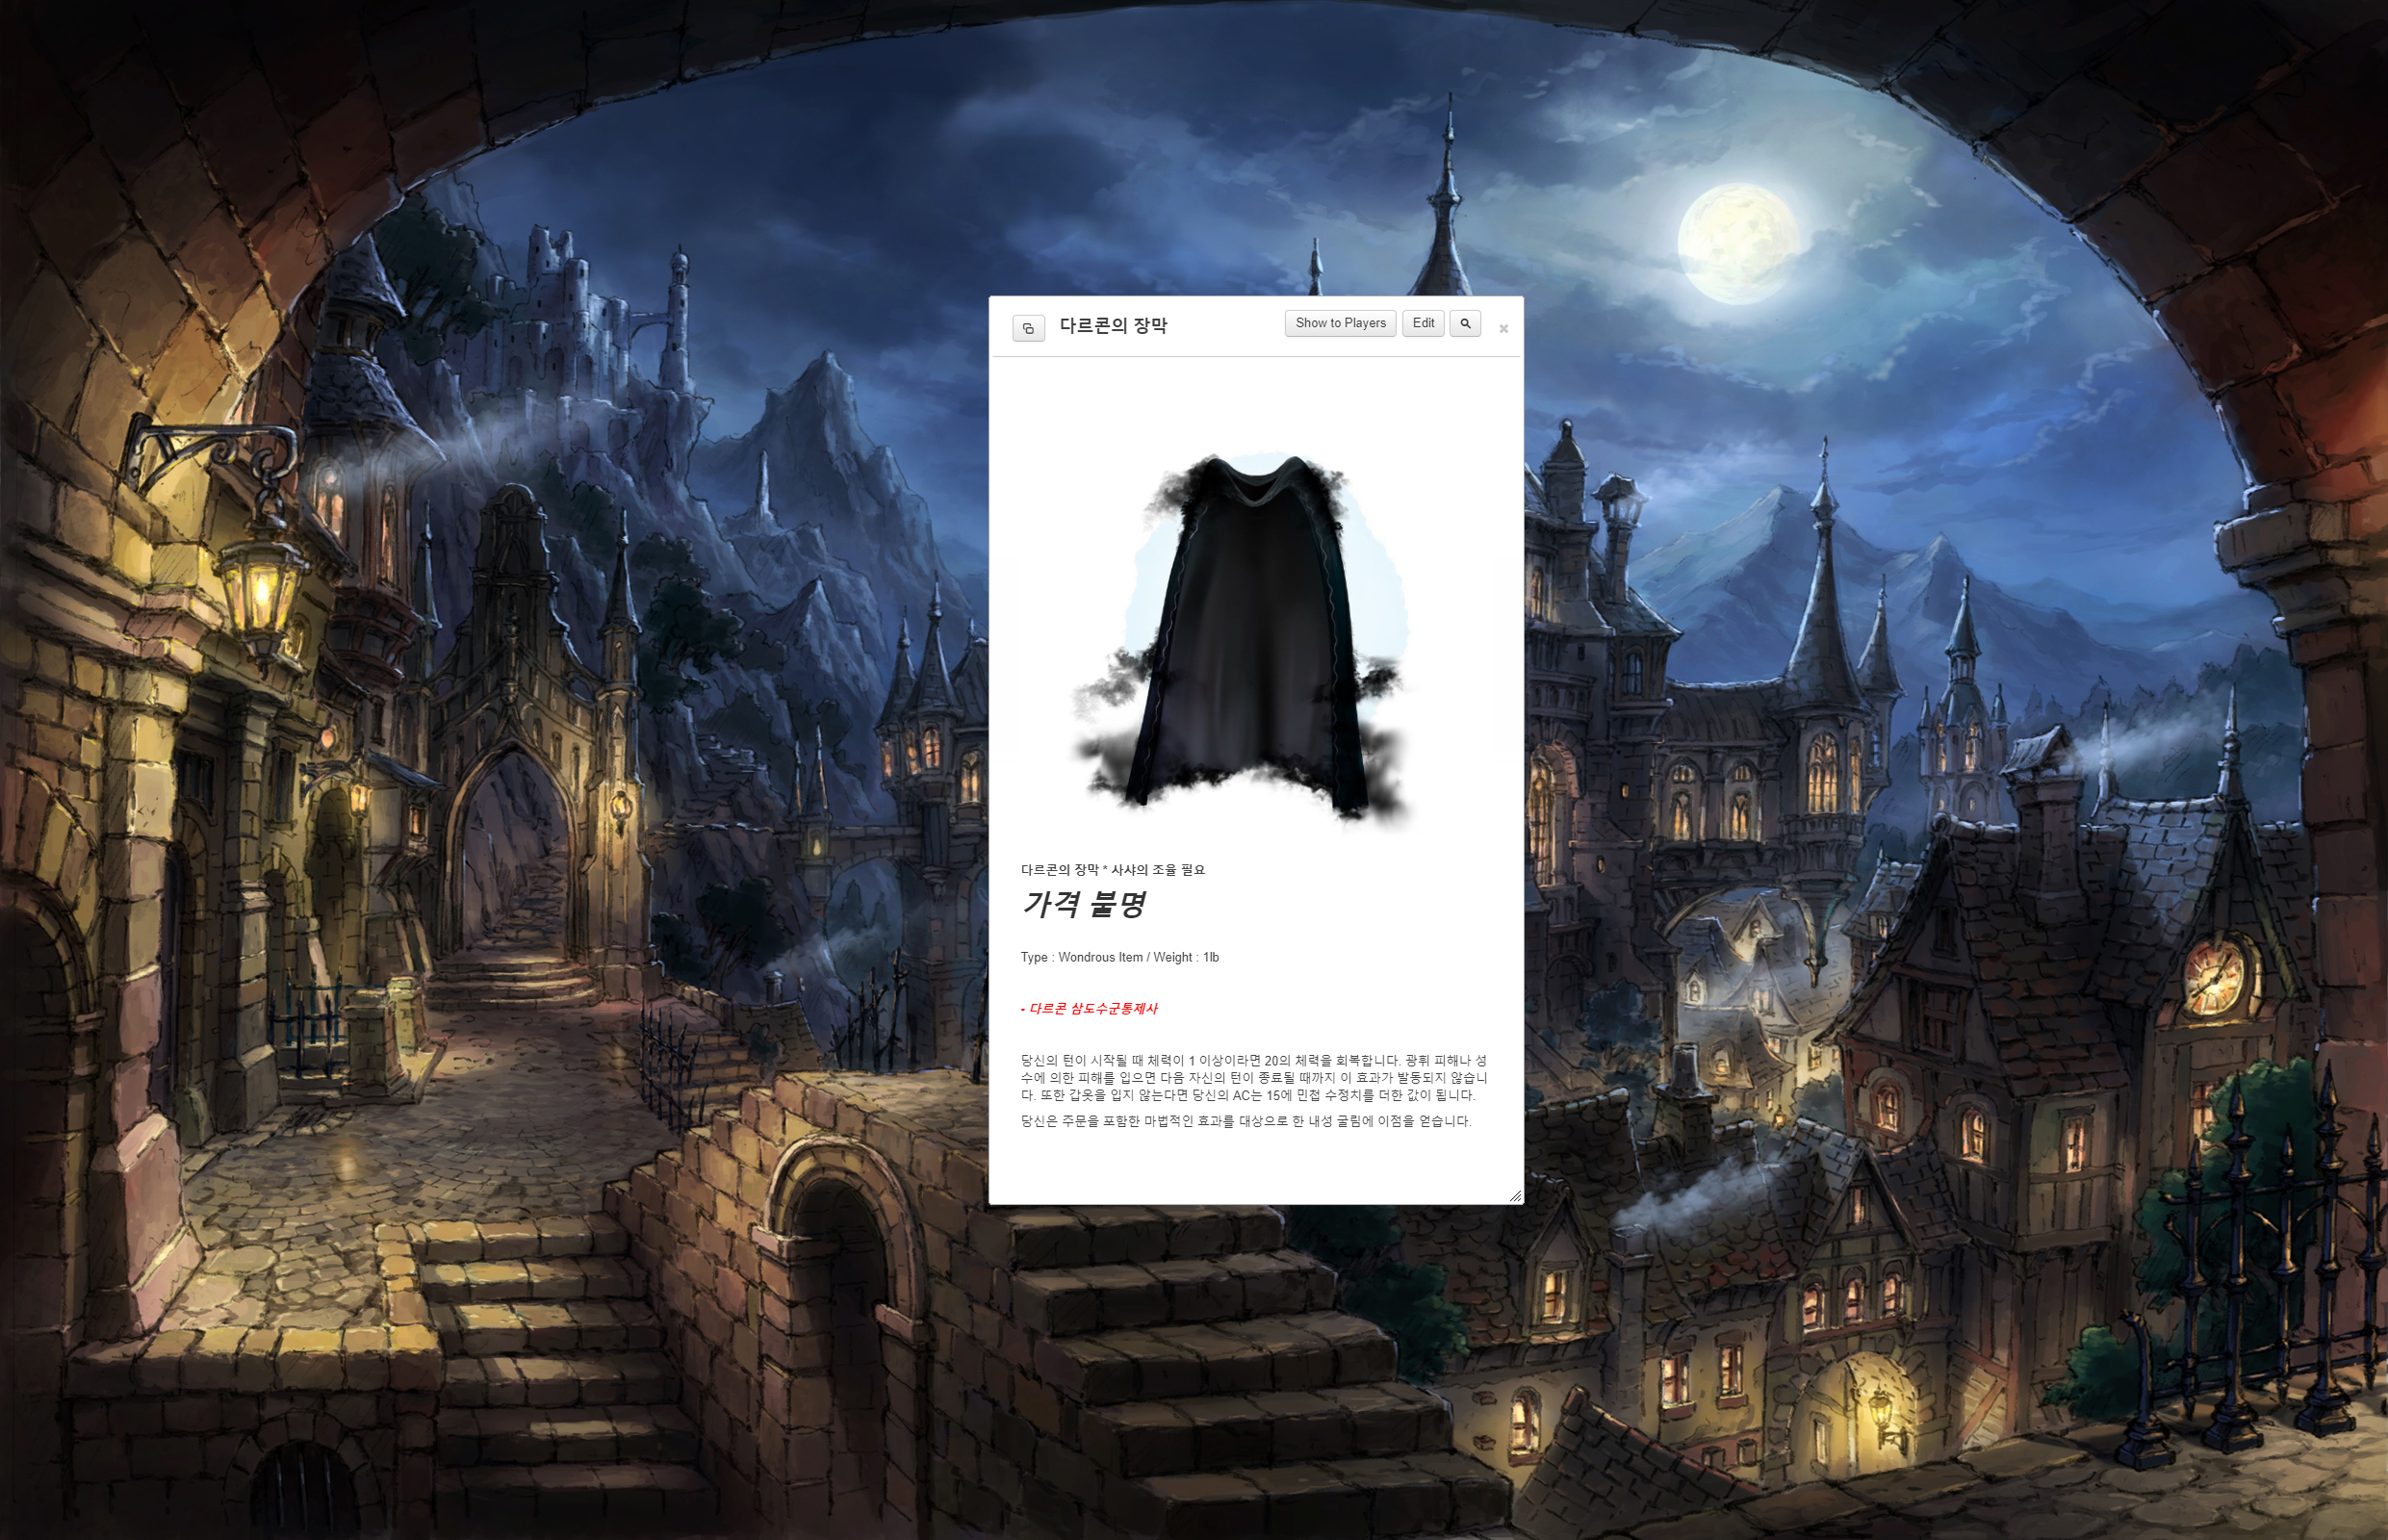 다르콘의 장막
Show to Players
Edit
다르콘의 장막 * 사샤의 조율 필요
가격 불명
Type : Wondrous Item / Weight : 1lb
- 다르콘 삼도수군통제사
당신의 턴이 시작될 때 체력이 1 이상이라면 20의 체력을 회복합니다. 광휘 피해나 성
수에 의한 피해를 입으면 다음 자신의 턴이 종료될 때까지 이 효과가 발동되지 않습니
다. 또한 갑옷을 입지 않는다면 당신의 AC는 15에 민첩 수정치를 더한 값이 됩니다.
당신은 주문을 포함한 마법적인 효과를 대상으로 한 내성 굴림에 이점을 얻습니다.